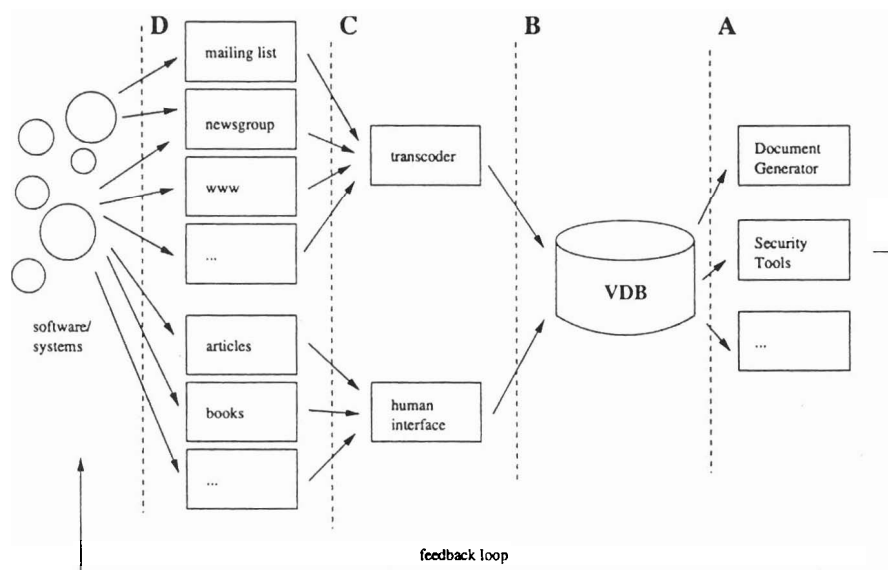 D
C
B
A
mailing list
newsgroup
www
...
transcoder
Document
Generator
Security
Tools
...
VDB
software/
systems
articles
books
...
human
interface
feedback loop